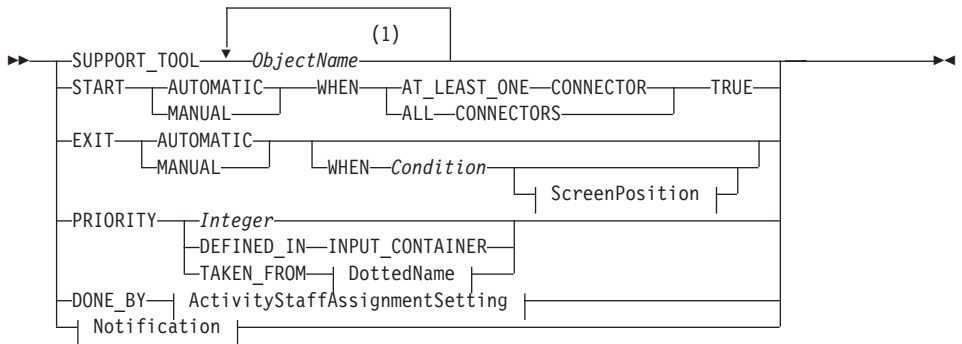 (1)
SUPPORT_TOOL ObjectName
START AUTOMATIC WHEN AT_LEAST_ONE CONNECTOR TRUE
MANUAL ALL CONNECTORS
EXIT AUTOMATIC
MANUAL WHEN Condition
ScreenPosition
PRIORITY Integer
DEFINED_IN INPUT_CONTAINER
TAKEN_FROM DottedName
DONE_BY ActivityStaffAssignmentSetting
Notification